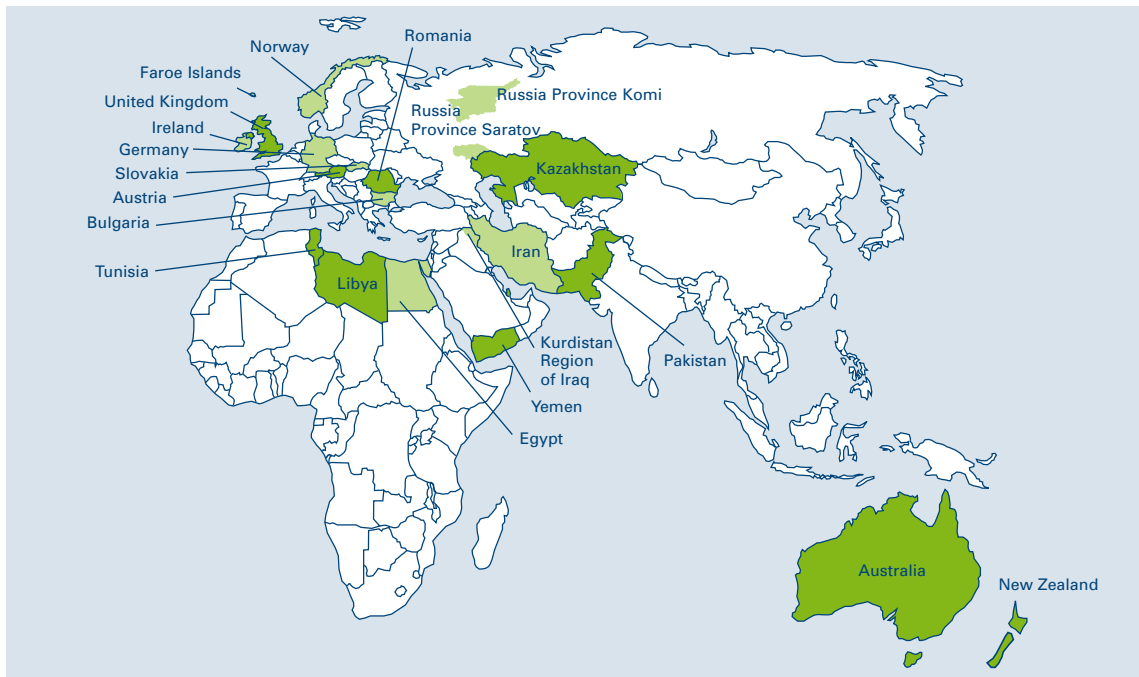 Romania
Norway
Faroe Islands
United Kingdom
Ireland
Germany
Slovakia
Austria
Bulgaria
Tunisia
Russia Province Komi
Russia
Province Saratov
Kazakhstan
Iran
Libya
Kurdistan
Region
of Iraq
Pakistan
Yemen
Egypt
Australia
New Zealand